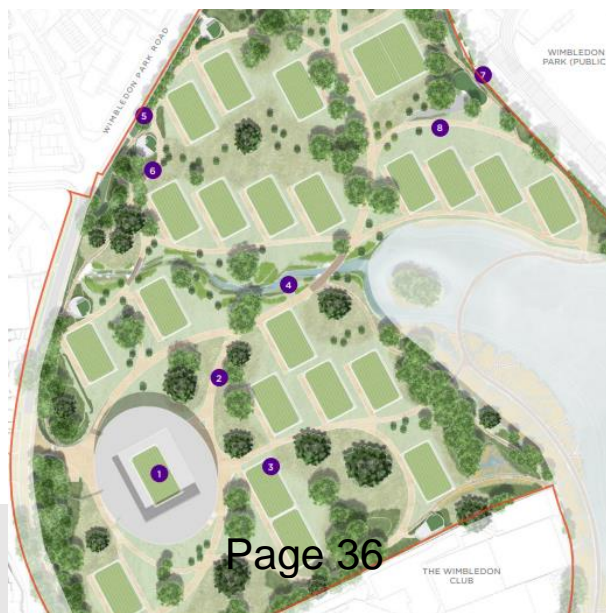 WIMBLEDON PARK ROAD
WIMBLEDON
PARK (PUBLIC
7
5
8
6
4
2
3
1
Page 36
THE WIMBLEDON
CLUB